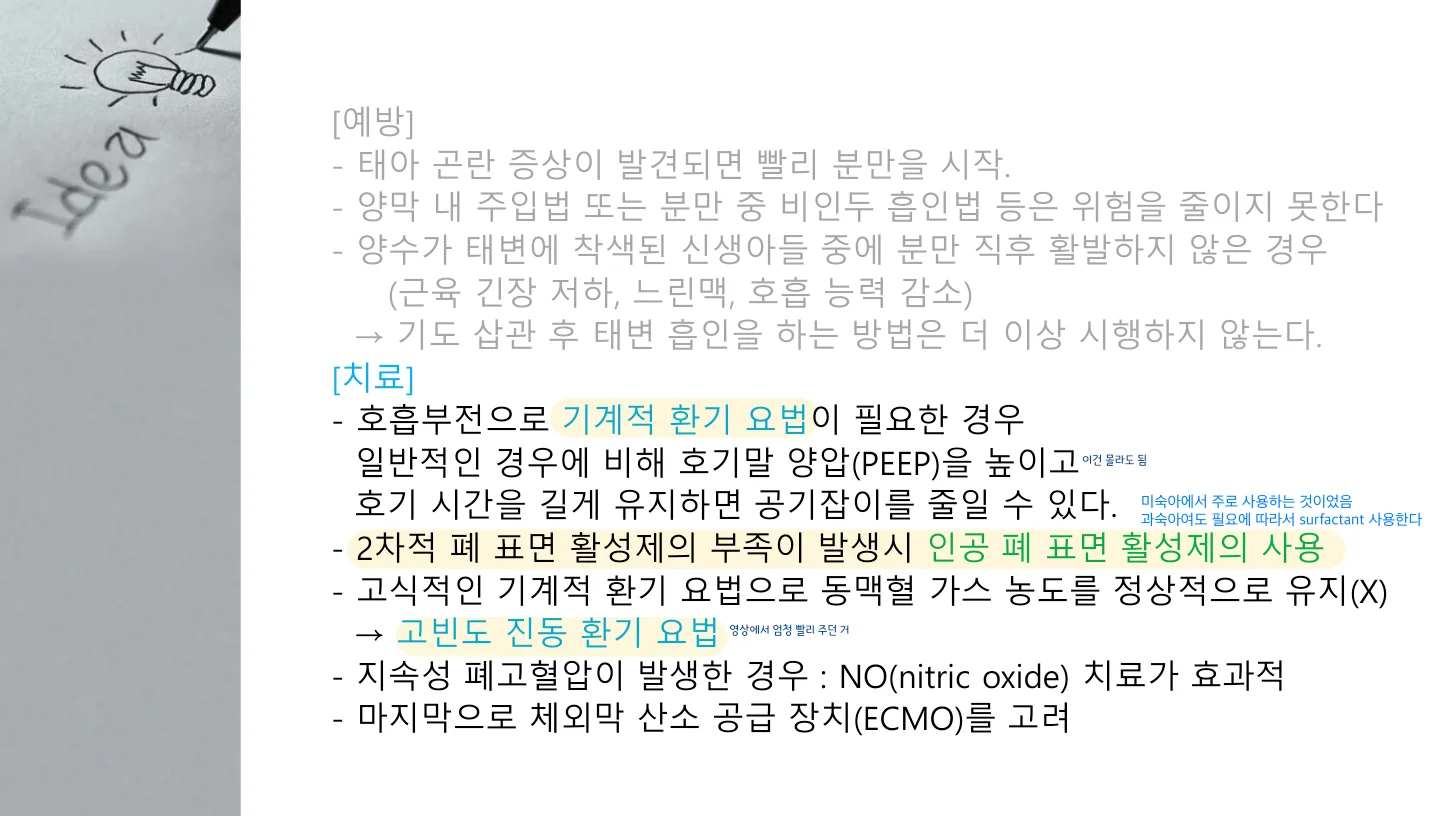 Idea
[예방]
- 태아 곤란 증상이 발견되면 빨리 분만을 시작.
- 양막 내 주입법 또는 분만 중 비인두 흡인법 등은 위험을 줄이지 못한다
- 양수가 태변에 착색된 신생아들 중에 분만 직후 활발하지 않은 경우
(근육 긴장 저하, 느린맥, 호흡 능력 감소)
→ 기도 삽관 후 태변 흡인을 하는 방법은 더 이상 시행하지 않는다.
[치료]
- 호흡부전으로 기계적 환기 요법이 필요한 경우
일반적인 경우에 비해 호기말 양압(PEEP)을 높이고 이건 몰라도 됨
호기 시간을 길게 유지하면 공기잡이를 줄일 수 있다.
미숙아에서 주로 사용하는 것이었음
과숙아여도 필요에 따라서 surfactant 사용한다
- 2차적 폐 표면 활성제의 부족이 발생시 인공 폐 표면 활성제의 사용
- 고식적인 기계적 환기 요법으로 동맥혈 가스 농도를 정상적으로 유지(X)
→ 고빈도 진동 환기 요법 영상에서 엄청 빨리 주던 거
- 지속성 폐고혈압이 발생한 경우 : NO(nitric oxide) 치료가 효과적
- 마지막으로 체외막 산소 공급 장치(ECMO)를 고려